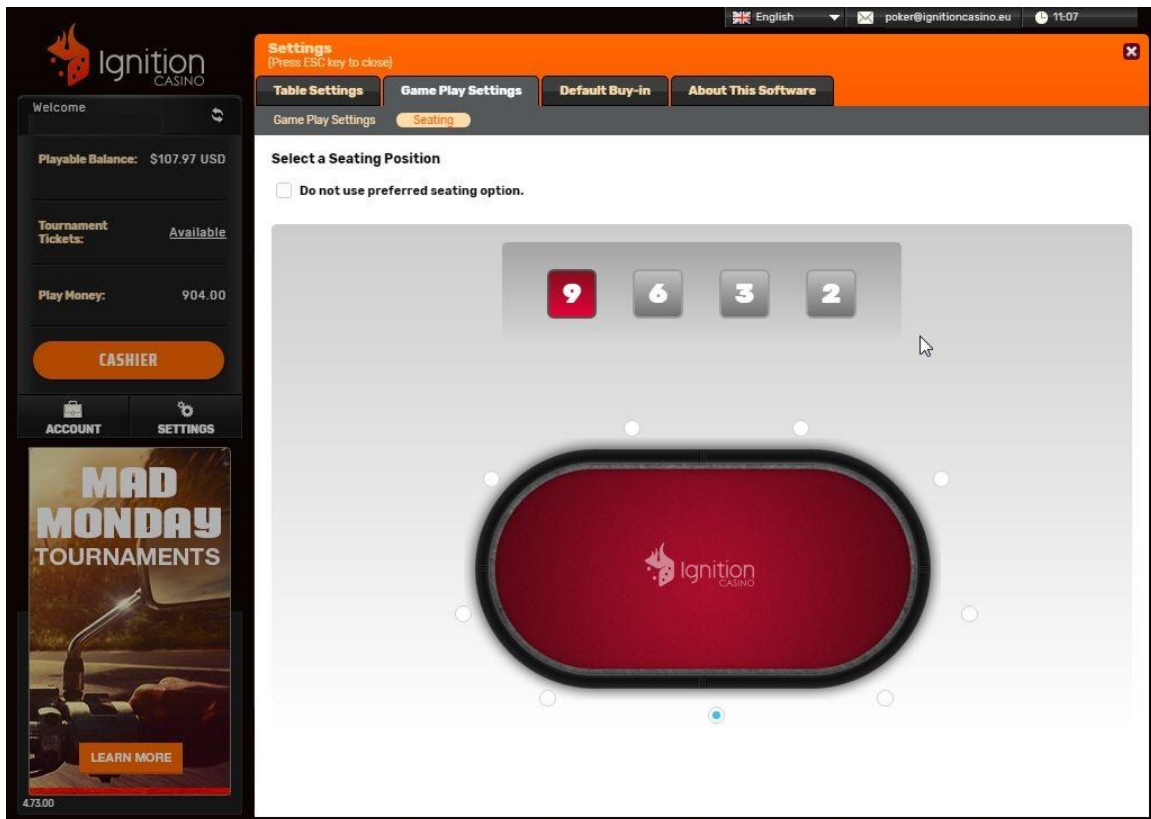 English
poker@ignitioncasino.eu
11:07
Ignition
CASINO
Settings
(Press ESC key to close)
Table Settings
Game Play Settings
Default Buy-in
About This Software
Game Play Settings
Seating
Welcome
Playable Balance: $107.97 USD
Tournament
Tickets:
Available
Play Money: 904.00
CASHIER
ACCOUNT
SETTINGS
MAD
MONDAY
TOURNAMENTS
LEARN MORE
4.73.00
Select a Seating Position
Do not use preferred seating option.
9 6 3 2
Ignition
CASINO